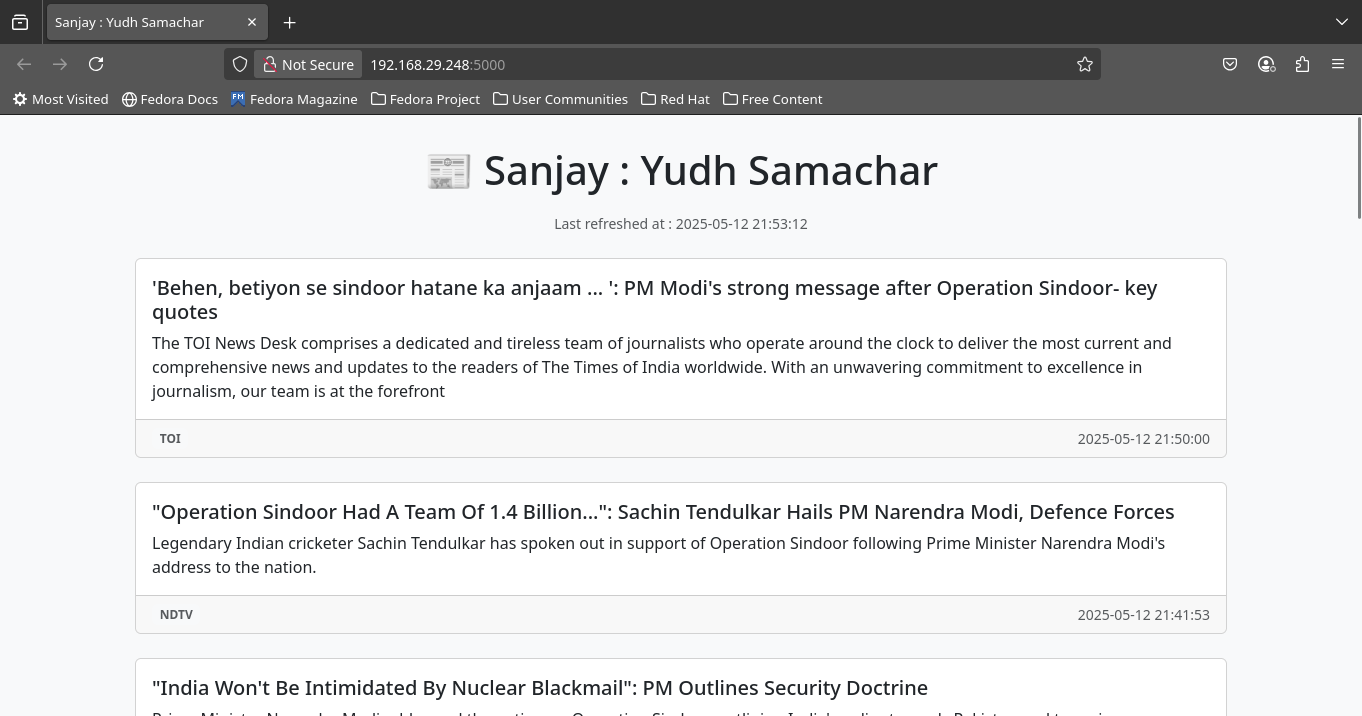 Sanjay : Yudh Samachar
Not Secure 192.168.29.248:5000
Most Visited Fedora Docs Fedora Magazine Fedora Project User Communities Red Hat Free Content
Sanjay : Yudh Samachar
Last refreshed at : 2025-05-12 21:53:12
'Behen, betiyon se sindoor hatane ka anjaam ... ': PM Modi's strong message after Operation Sindoor- key
quotes
The TOI News Desk comprises a dedicated and tireless team of journalists who operate around the clock to deliver the most current and
comprehensive news and updates to the readers of The Times of India worldwide. With an unwavering commitment to excellence in
journalism, our team is at the forefront
TOI 2025-05-12 21:50:00
"Operation Sindoor Had A Team Of 1.4 Billion...": Sachin Tendulkar Hails PM Narendra Modi, Defence Forces
Legendary Indian cricketer Sachin Tendulkar has spoken out in support of Operation Sindoor following Prime Minister Narendra Modi's
address to the nation.
NDTV 2025-05-12 21:41:53
"India Won't Be Intimidated By Nuclear Blackmail": PM Outlines Security Doctrine